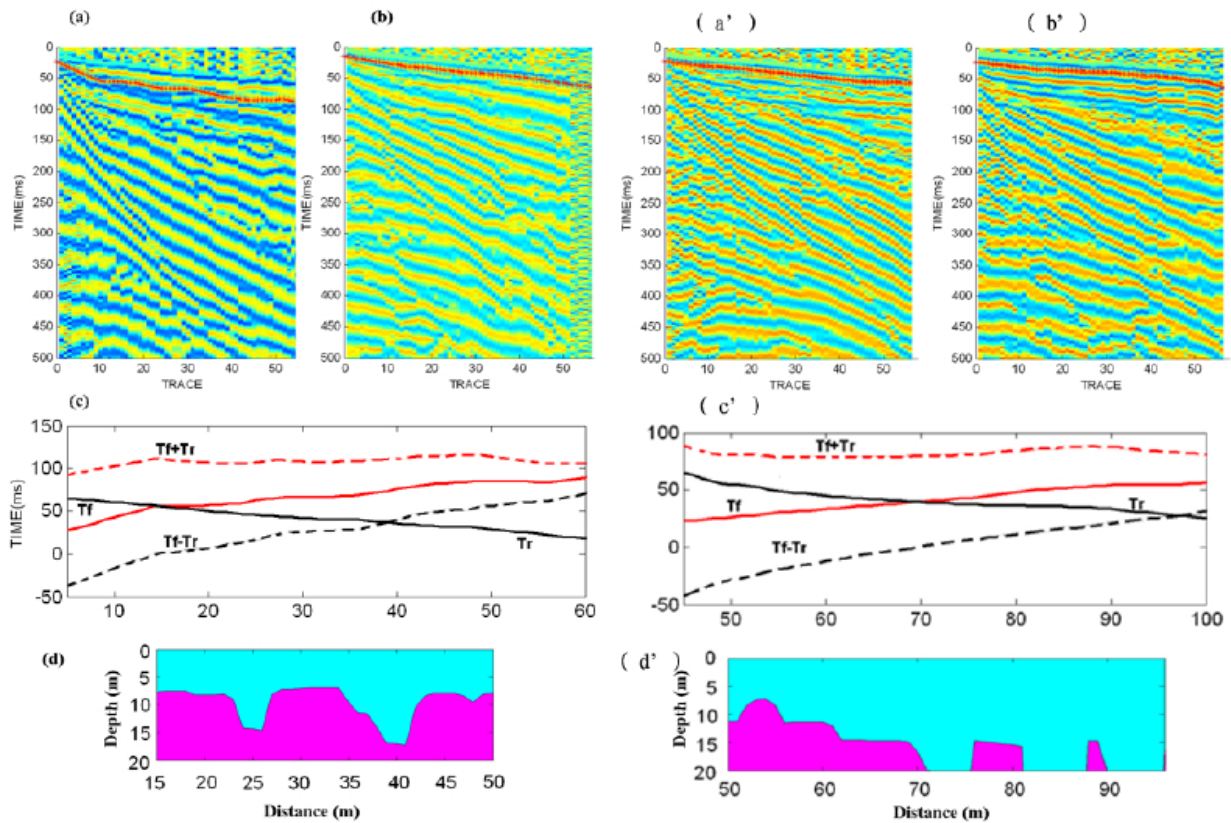 (a)
(b)
( a’ )
( b’ )
0
50
100
150
200
250
300
350
400
450
500
TIME(ms)
0 10 20 30 40 50
TRACE
0
50
100
150
200
250
300
350
400
450
500
TIME(ms)
0 10 20 30 40 50
TRACE
0
50
100
150
200
250
300
350
400
450
500
TIME(ms)
0 10 20 30 40 50
TRACE
0
50
100
150
200
250
300
350
400
450
500
TIME(ms)
0 10 20 30 40 50
TRACE
(c)
150
100
50
0
-50
TIME(ms)
Tf+Tr
Tf
Tf-Tr
Tr
10 20 30 40 50 60
( c’ )
100
50
0
-50
Tf+Tr
Tf
Tr
Tf-Tr
50 60 70 80 90 100
(d)
0
5
10
15
20
Depth (m)
15 20 25 30 35 40 45 50
Distance (m)
( d’ )
0
5
10
15
20
Depth (m)
50 60 70 80 90
Distance (m)